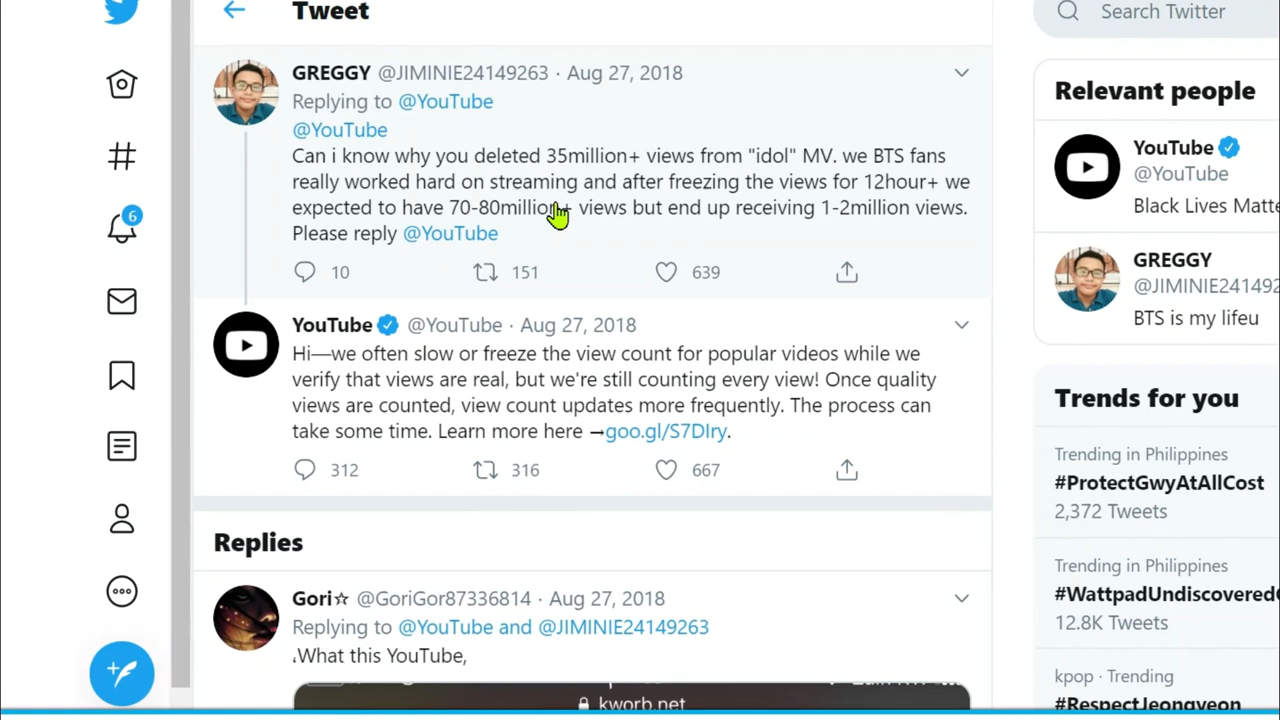 Tweet
GREGGY @JIMINIE24149263 · Aug 27, 2018
Replying to @YouTube
@YouTube
Can i know why you deleted 35million+ views from "idol" MV. we BTS fans
really worked hard on streaming and after freezing the views for 12hour+ we
expected to have 70-80million+ views but end up receiving 1-2million views.
Please reply @YouTube
10 151 639
YouTube @YouTube · Aug 27, 2018
Hi—we often slow or freeze the view count for popular videos while we
verify that views are real, but we're still counting every view! Once quality
views are counted, view count updates more frequently. The process can
take some time. Learn more here →goo.gl/S7DIry.
312 316 667
Replies
Gori☆ @GoriGor87336814 · Aug 27, 2018
Replying to @YouTube and @JIMINIE24149263
،What this YouTube,
kworb.net
6
Search Twitter
Relevant people
YouTube
@YouTube
Black Lives Matte
GREGGY
@JIMINIE241492
BTS is my lifeu
Trends for you
Trending in Philippines
#ProtectGwyAtAllCost
2,372 Tweets
Trending in Philippines
#WattpadUndiscovered
12.8K Tweets
kpop · Trending
#RespectJeongyeon